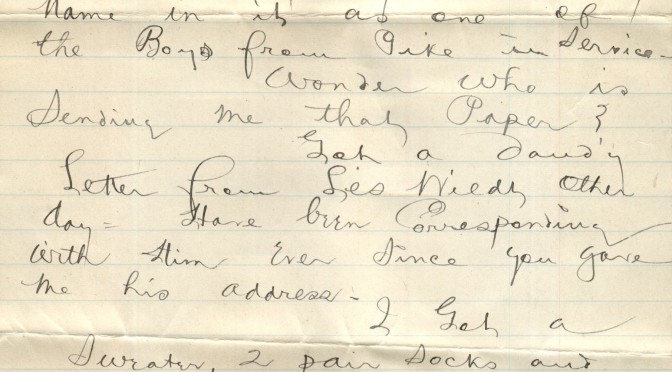 Name in it as one of
the Boys from Pike in Service -
Wonder who is
Sending me that Paper?
Got a Dandy
Letter from Les Other
day - Have been Corresponding
With Him Ever Since you gave
me his address -
I Got a
Sweater, 2 pair Socks and